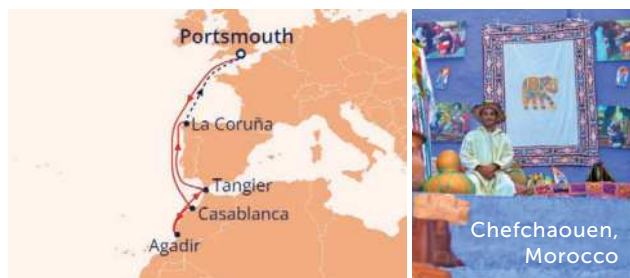 Portsmouth
La Coruña
Tangier
Casablanca
Agadir
Chefchaouen,
Morocco